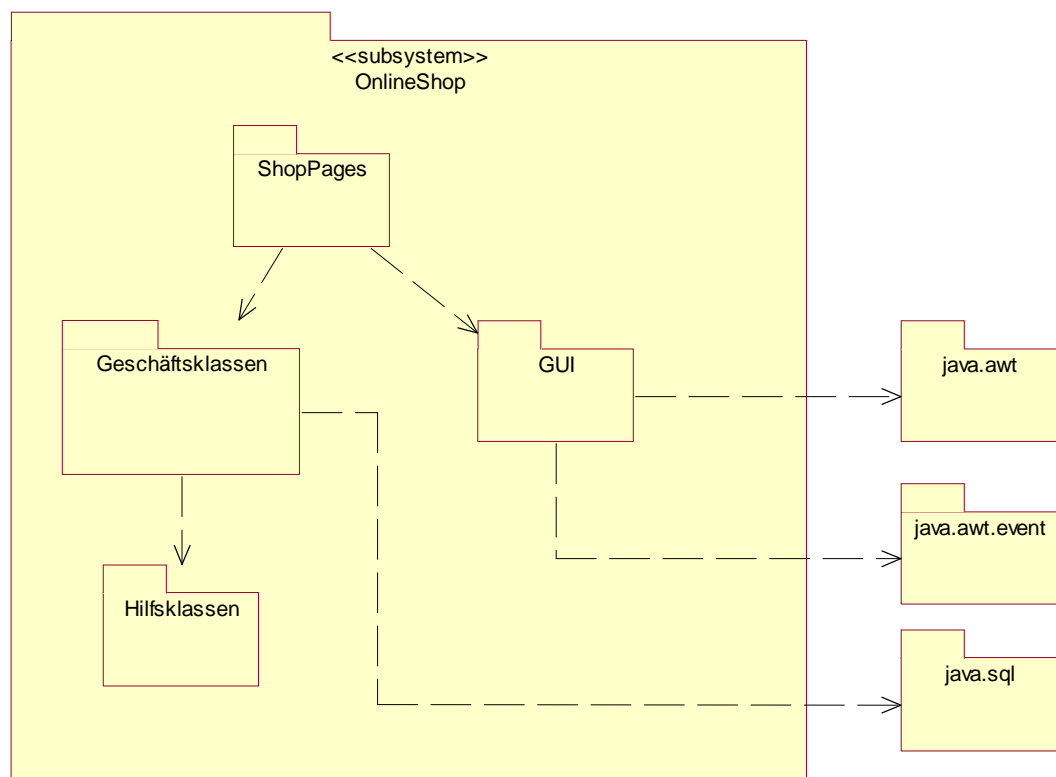 <<subsystem>>
OnlineShop
ShopPages
Geschäftsklassen
GUI
java.awt
java.awt.event
Hilfsklassen
java.sql